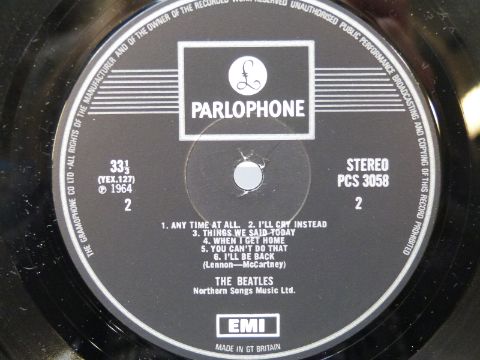 THE GRAMOPHONE CO LTD·ALL RIGHTS OF THE MANUFACTURER AND OF THE OWNER OF THE RECORDED WORK RESERVED UNAUTHORISED PUBLIC PERFORMANCE BROADCASTING AND COPYING OF THIS RECORD PROHIBITED
£
PARLOPHONE
33⅓
(YEX.127)
℗ 1964
2
STEREO
PCS 3058
2
1. ANY TIME AT ALL. 2. I'LL CRY INSTEAD
3. THINGS WE SAID TODAY
4. WHEN I GET HOME
5. YOU CAN'T DO THAT
6. I'LL BE BACK
(Lennon—McCartney)
THE BEATLES
Northern Songs Music Ltd.
EMI
MADE IN GT BRITAIN